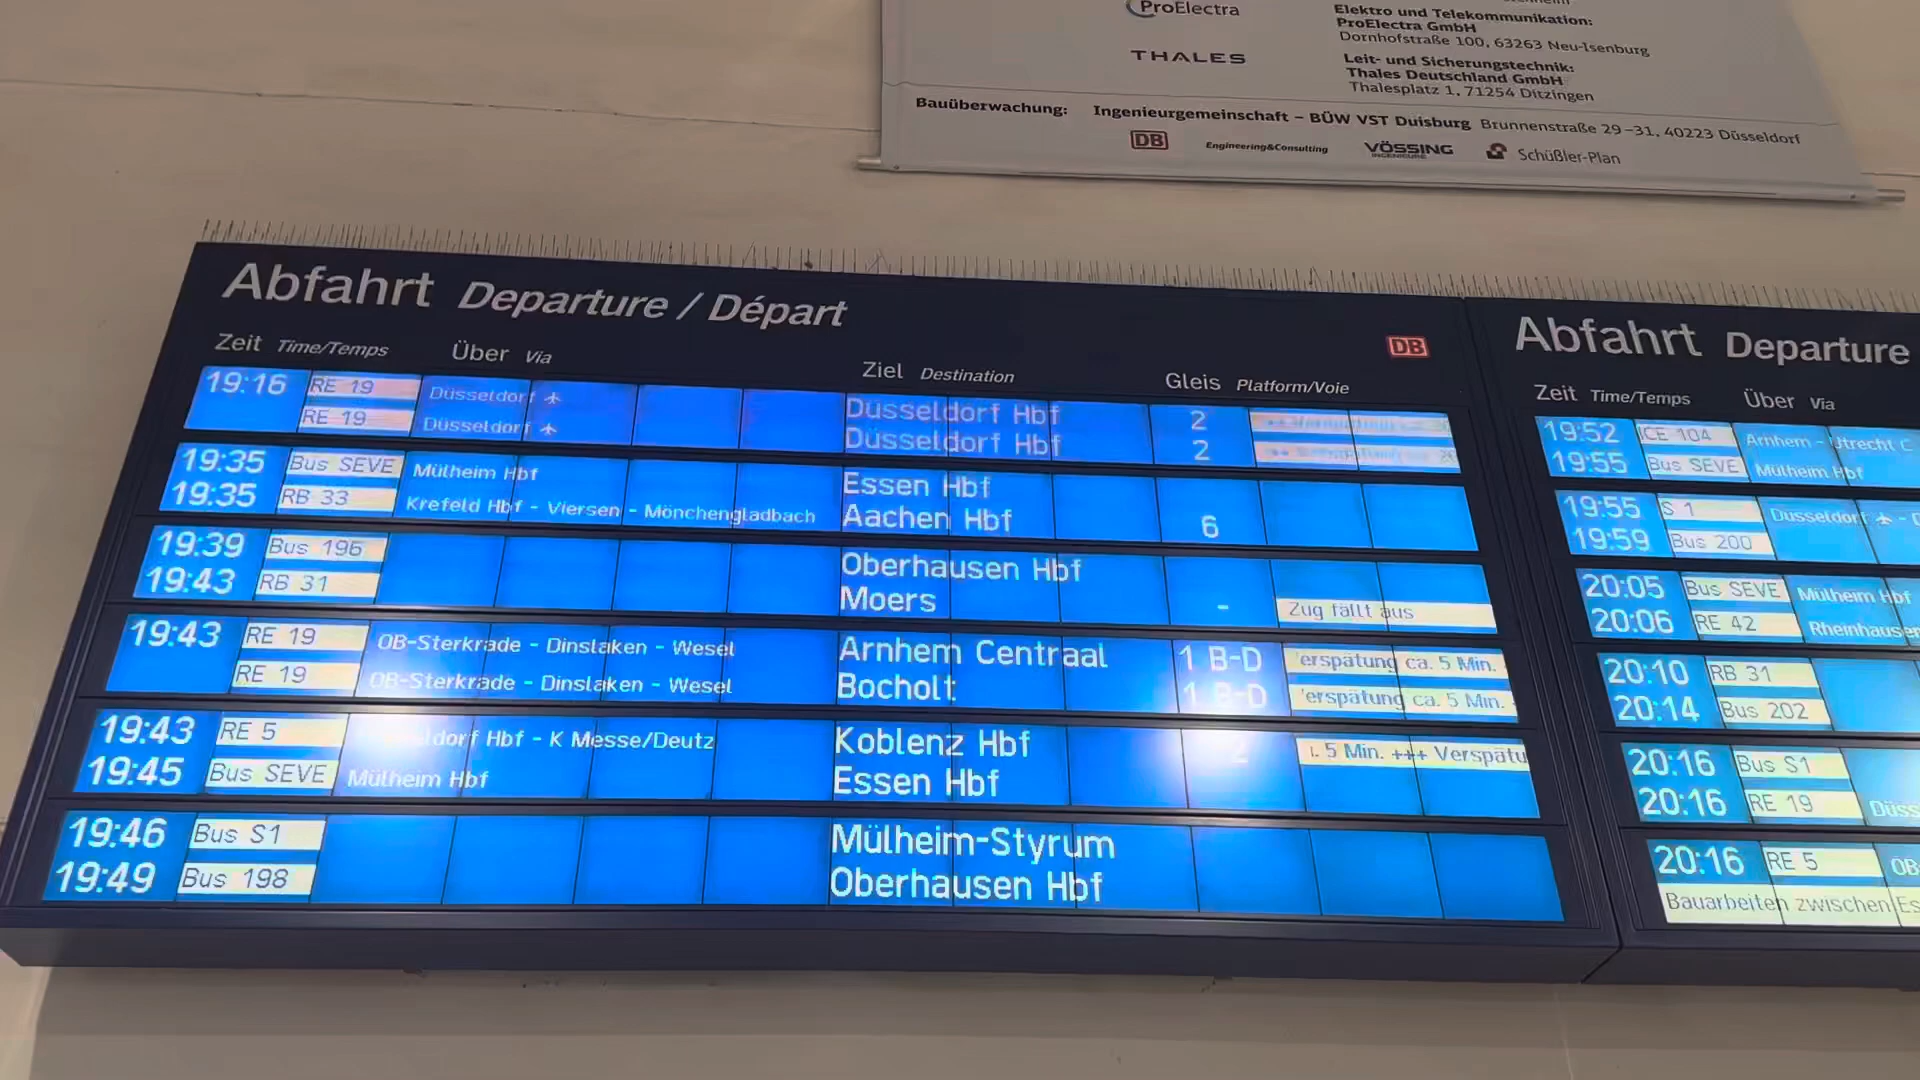 ProElectra
Elektro und Telekommunikation:
ProElectra GmbH
Dornhofstraße 100, 63263 Neu-Isenburg
THALES
Leit- und Sicherungstechnik:
Thales Deutschland GmbH
Thalesplatz 1, 71254 Ditzingen
Bauüberwachung: Ingenieurgemeinschaft – BÜW VST Duisburg Brunnenstraße 29–31, 40223 Düsseldorf
DB Engineering&Consulting VÖSSING INGENIEURE Schüßler-Plan
Abfahrt Departure / Départ
DB
Zeit Time/Temps Über Via Ziel Destination Gleis Platform/Voie
19:16 RE 19 Düsseldorf Düsseldorf Hbf 2
RE 19 Düsseldorf Düsseldorf Hbf 2
19:35 Bus SEVE Mülheim Hbf Essen Hbf
19:35 RB 33 Krefeld Hbf - Viersen - Mönchengladbach Aachen Hbf 6
19:39 Bus 196 Oberhausen Hbf
19:43 RB 31 Moers - Zug fällt aus
19:43 RE 19 OB-Sterkrade - Dinslaken - Wesel Arnhem Centraal 1 B-D 'erspätung ca. 5 Min.
RE 19 OB-Sterkrade - Dinslaken - Wesel Bocholt 1 B-D 'erspätung ca. 5 Min.
19:43 RE 5 ldorf Hbf - K Messe/Deutz Koblenz Hbf 2 5 Min. +++ Verspätu
19:45 Bus SEVE Mülheim Hbf Essen Hbf
19:46 Bus S1 Mülheim-Styrum
19:49 Bus 198 Oberhausen Hbf
Abfahrt Departure
Zeit Time/Temps Über Via
19:52 ICE 104 Arnhem - Utrecht C
19:55 Bus SEVE Mülheim Hbf
19:55 S 1 Düsseldorf
19:59 Bus 200
20:05 Bus SEVE Mülheim Hbf
20:06 RE 42 Rheinhausen
20:10 RB 31
20:14 Bus 202
20:16 Bus S1
20:16 RE 19 Düss
20:16 RE 5 OB
Bauarbeiten zwischen Es